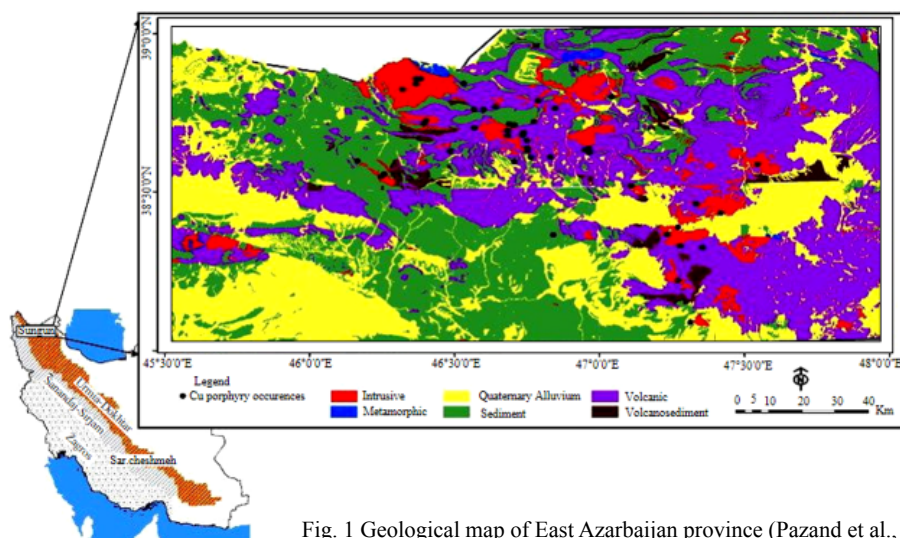 39°0'0"N
38°30'0"N
45°30'0"E
46°0'0"E
46°30'0"E
47°0'0"E
47°30'0"E
48°0'0"E
Legend
Cu porphyry occurences
Intrusive
Metamorphic
Quaternary Alluvium
Sediment
Volcanic
Volcanosediment
0 5 10 20 30 40
Km
Sungun
Urmia-Dokhtar
Sanandaj-Sirjam
Zagros
Sar cheshmeh
Fig. 1 Geological map of East Azarbaijan province (Pazand et al.,